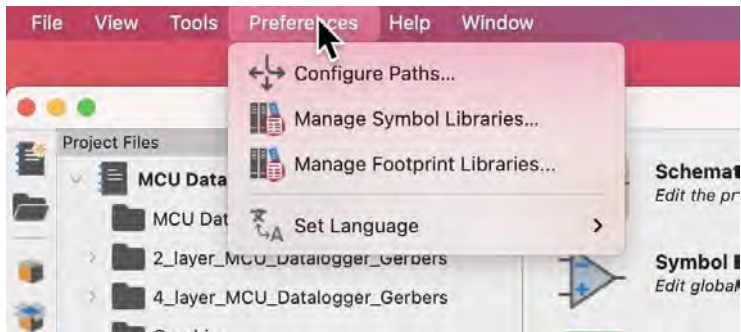 File View Tools Preferences Help Window
Configure Paths...
Manage Symbol Libraries...
Manage Footprint Libraries...
Set Language
Project Files
MCU Data
MCU Dat
2_layer_MCU_Datalogger_Gerbers
4_layer_MCU_Datalogger_Gerbers
Schemat
Edit the pr
Symbol
Edit global